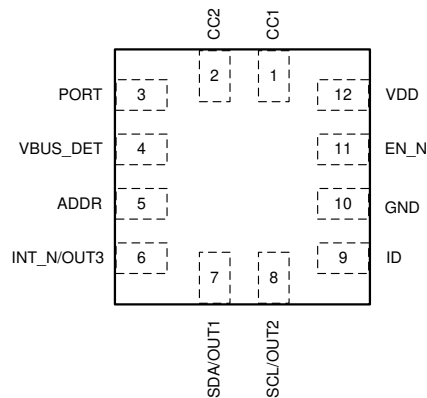 CC2 CC1
2 1
PORT 3 12 VDD
VBUS_DET 4 11 EN_N
ADDR 5 10 GND
INT_N/OUT3 6 9 ID
7 8
SDA/OUT1 SCL/OUT2